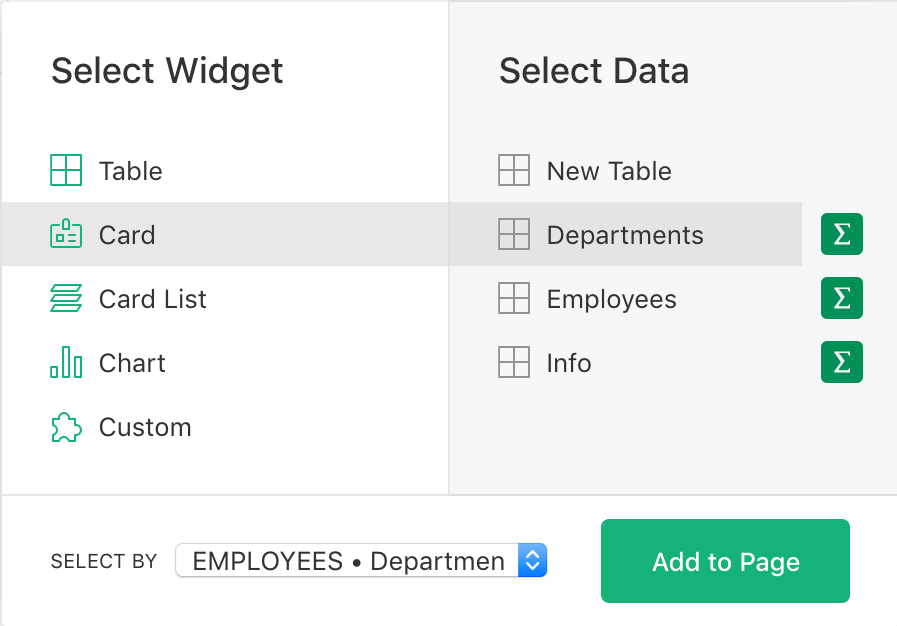 Select Widget
Table
Card
Card List
Chart
Custom
Select Data
New Table
Departments Σ
Employees Σ
Info Σ
SELECT BY EMPLOYEES • Departmen
Add to Page